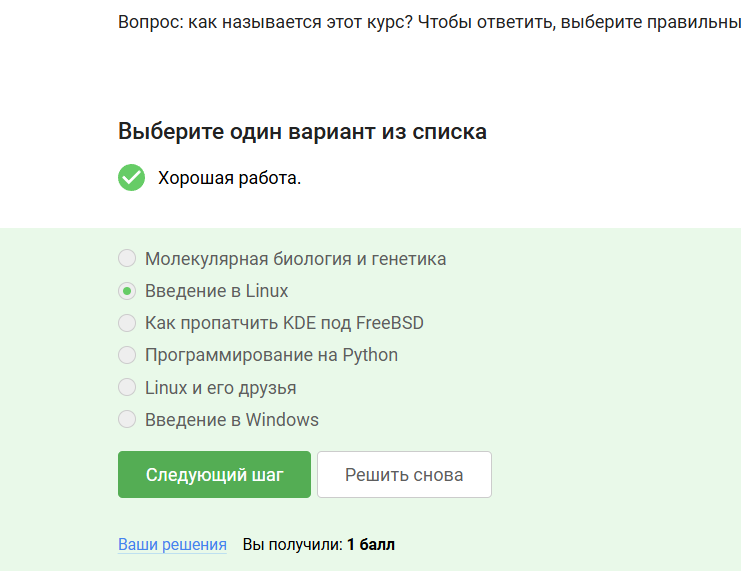 Вопрос: как называется этот курс? Чтобы ответить, выберите правильны
Выберите один вариант из списка
Хорошая работа.
Молекулярная биология и генетика
Введение в Linux
Как пропатчить KDE под FreeBSD
Программирование на Python
Linux и его друзья
Введение в Windows
Следующий шаг
Решить снова
Ваши решения Вы получили: 1 балл